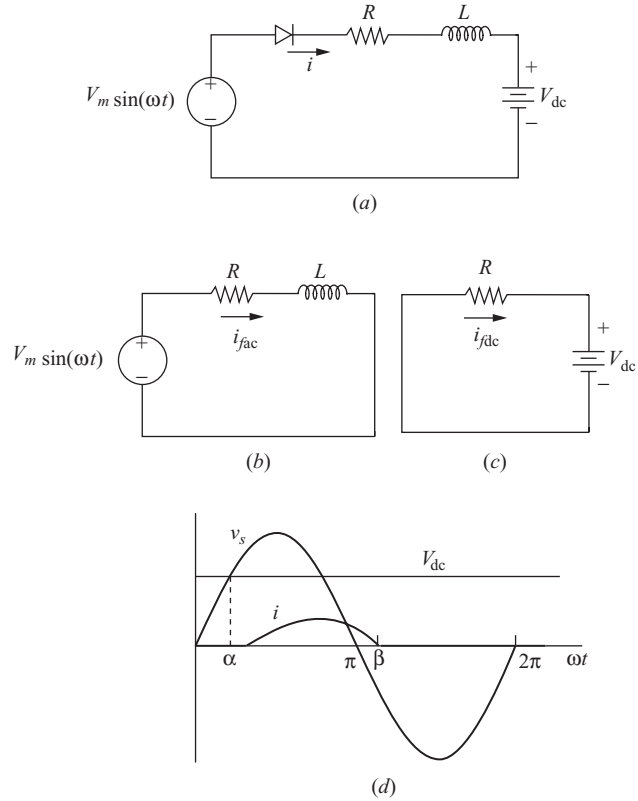 R L
i
V_m sin(ωt) + − + V_dc −
(a)
R L R
i_fac i_fdc
V_m sin(ωt) + − + V_dc −
(b) (c)
v_s
V_dc
i
α π β 2π ωt
(d)